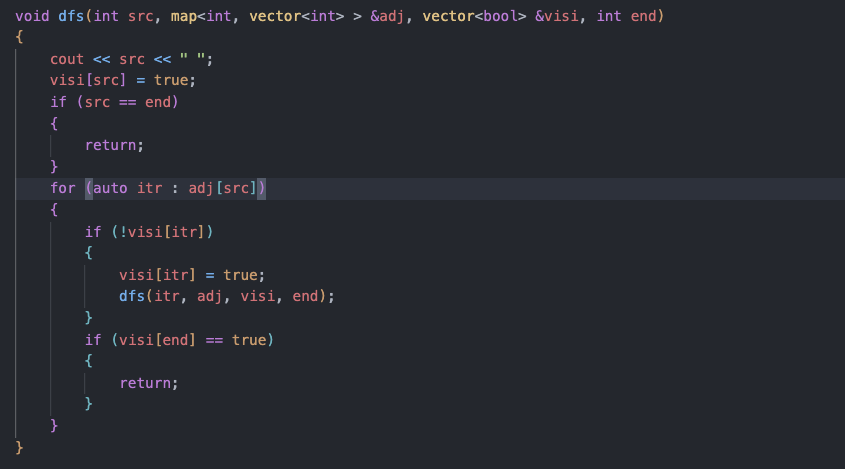 void dfs(int src, map<int, vector<int> > &adj, vector<bool> &visi, int end)
{
    cout << src << " ";
    visi[src] = true;
    if (src == end)
    {
        return;
    }
    for (auto itr : adj[src])
    {
        if (!visi[itr])
        {
            visi[itr] = true;
            dfs(itr, adj, visi, end);
        }
        if (visi[end] == true)
        {
            return;
        }
    }
}